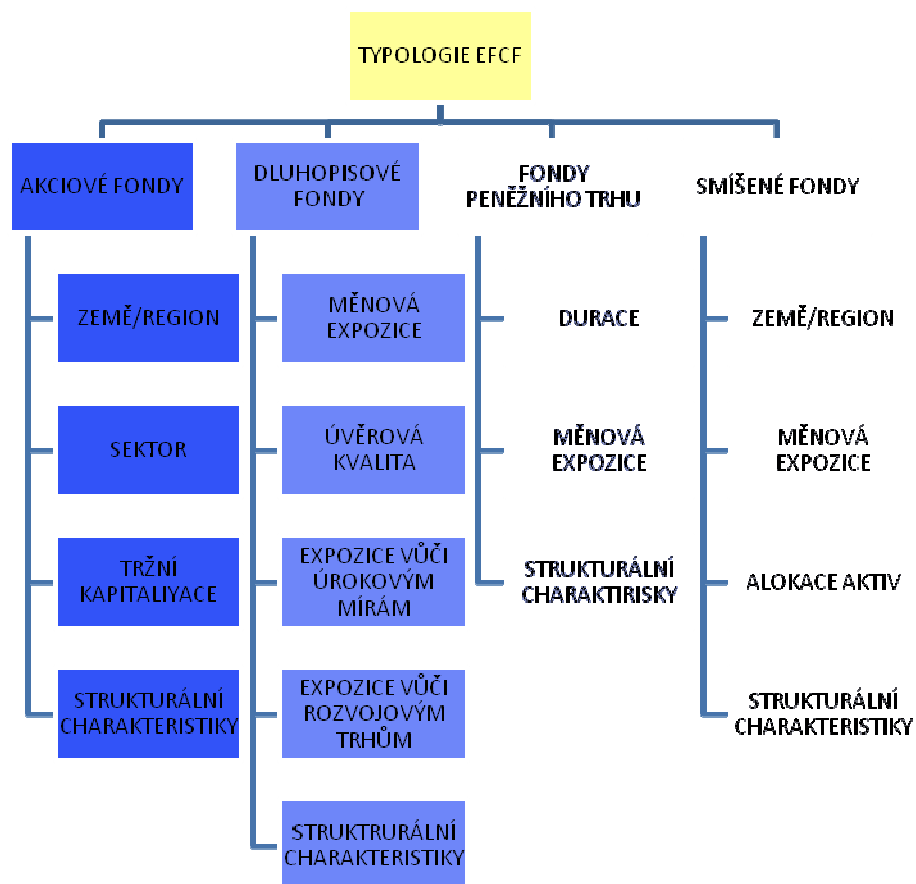 TYPOLOGIE EFCF
AKCIOVÉ FONDY
ZEMĚ/REGION
SEKTOR
TRŽNÍ
KAPITALIYACE
STRUKTURÁLNÍ
CHARAKTERISTIKY
DLUHOPISOVÉ
FONDY
MĚNOVÁ
EXPOZICE
ÚVĚROVÁ
KVALITA
EXPOZICE VŮČI
ÚROKOVÝM
MÍRÁM
EXPOZICE VŮČI
ROZVOJOVÝM
TRHŮM
STRUKTRURÁLNÍ
CHARAKTERISTIKY
FONDY
PENĚŽNÍHO TRHU
DURACE
MĚNOVÁ
EXPOZICE
STRUKTURÁLNÍ
CHARAKTIRISKY
SMÍŠENÉ FONDY
ZEMĚ/REGION
MĚNOVÁ
EXPOZICE
ALOKACE AKTIV
STRUKTURÁLNÍ
CHARAKTERISTIKY